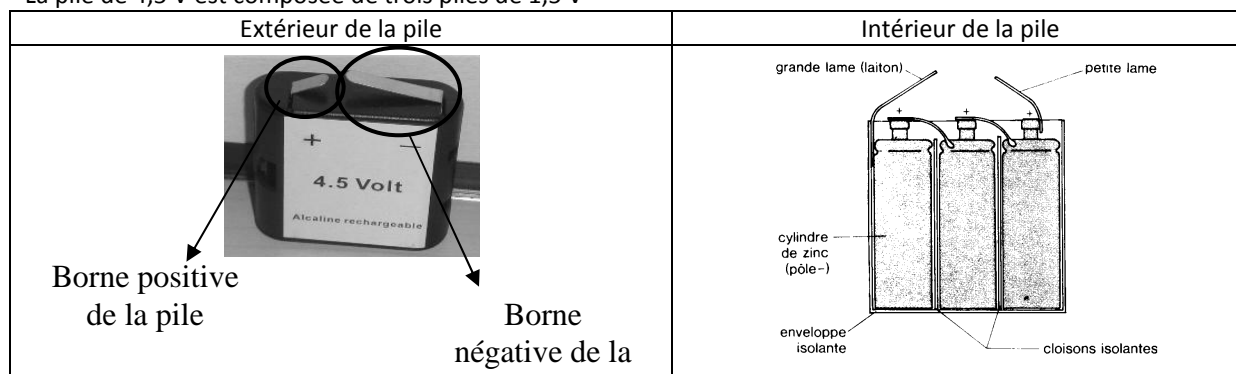 La pile de 4,5 V est composée de trois piles de 1,5 V
Extérieur de la pile
Intérieur de la pile
+ –
4.5 Volt
Alcaline rechargeable
Borne positive
de la pile
Borne
négative de la
grande lame (laiton)
petite lame
+ + +
cylindre
de zinc
(pôle-)
enveloppe
isolante
cloisons isolantes